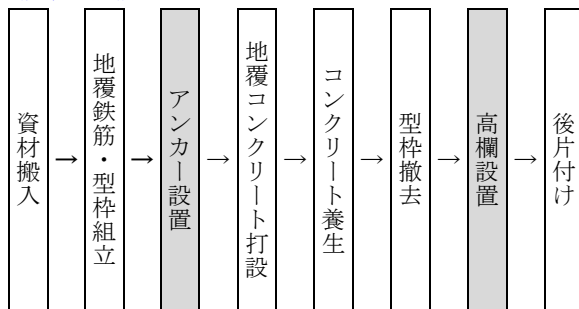 資材搬入
→
地覆鉄筋・型枠組立
→
アンカー設置
→
地覆コンクリート打設
→
コンクリート養生
→
型枠撤去
→
高欄設置
→
後片付け